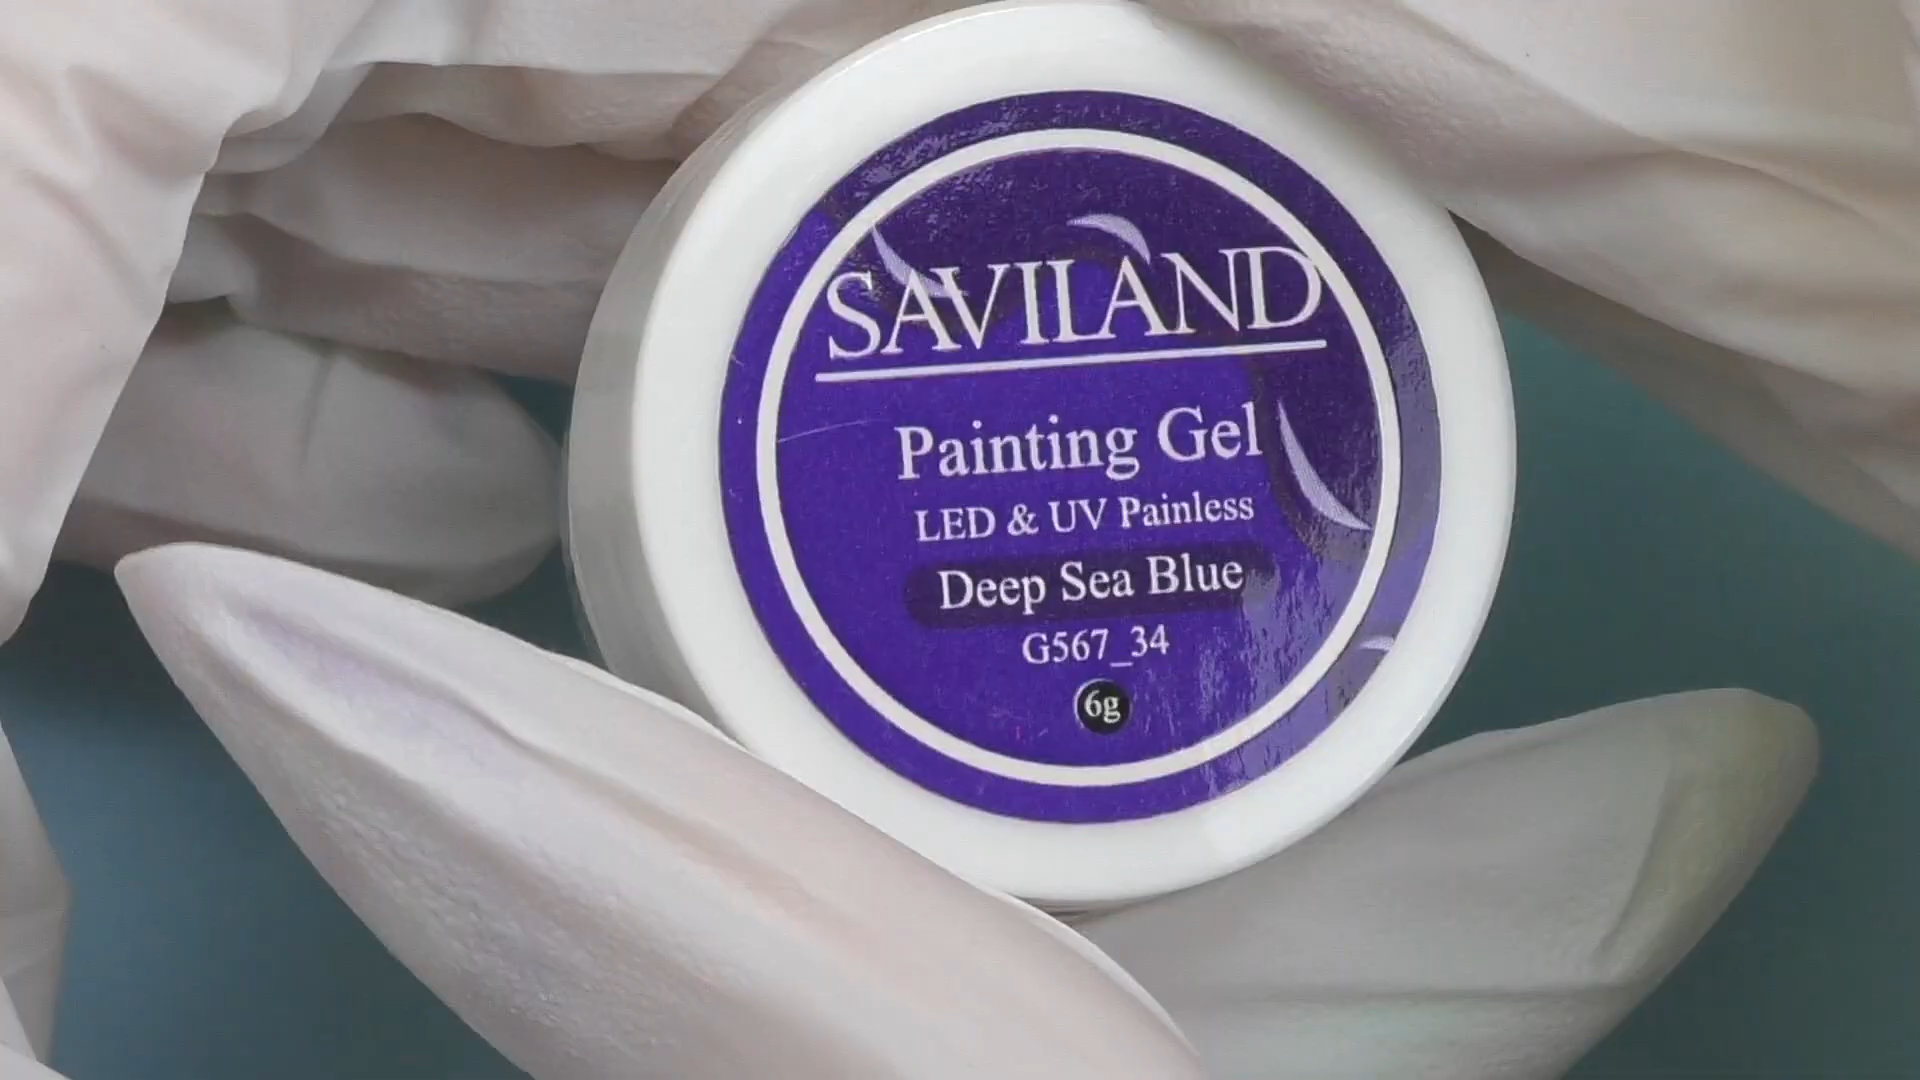 SAVILAND
Painting Gel
LED & UV Painless
Deep Sea Blue
G567_34
6g